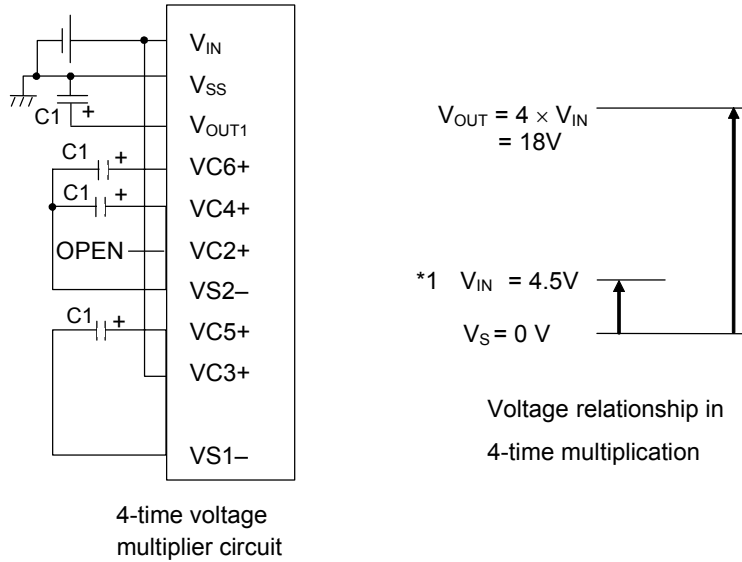 V_IN
V_SS
C1 +
V_OUT1
C1 +
VC6+
C1 +
VC4+
OPEN
VC2+
VS2–
C1 +
VC5+
VC3+
VS1–
4-time voltage
multiplier circuit
V_OUT = 4 × V_IN
= 18V
*1 V_IN = 4.5V
V_S = 0 V
Voltage relationship in
4-time multiplication